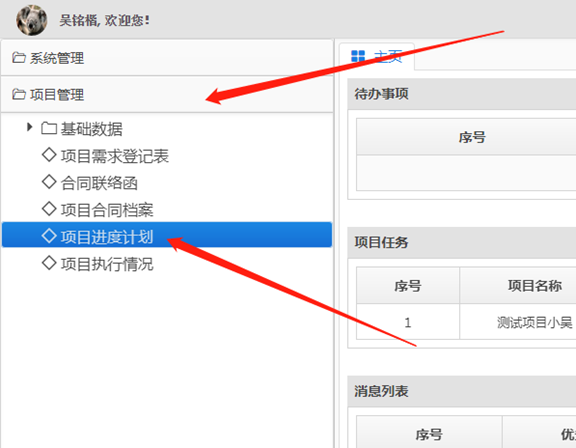 吴铭楷, 欢迎您!
系统管理
项目管理
基础数据
项目需求登记表
合同联络函
项目合同档案
项目进度计划
项目执行情况
主页
待办事项
序号
项目任务
序号 项目名称
1 测试项目小吴
消息列表
序号